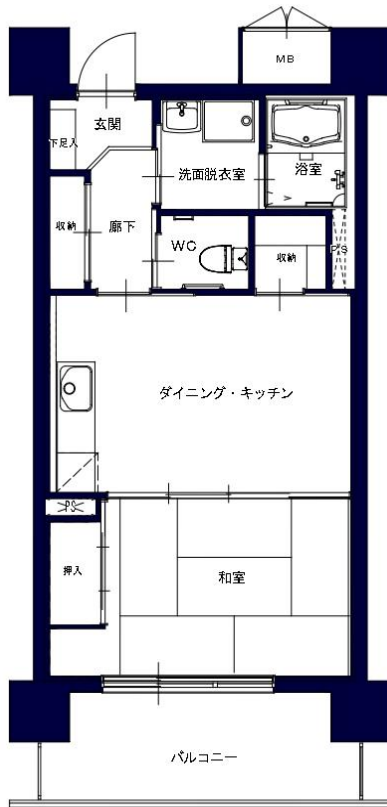 MB
玄関
下足入
洗面脱衣室
浴室
収納
廊下
WC
収納
PS
ダイニング・キッチン
PS
押入
和室
バルコニー